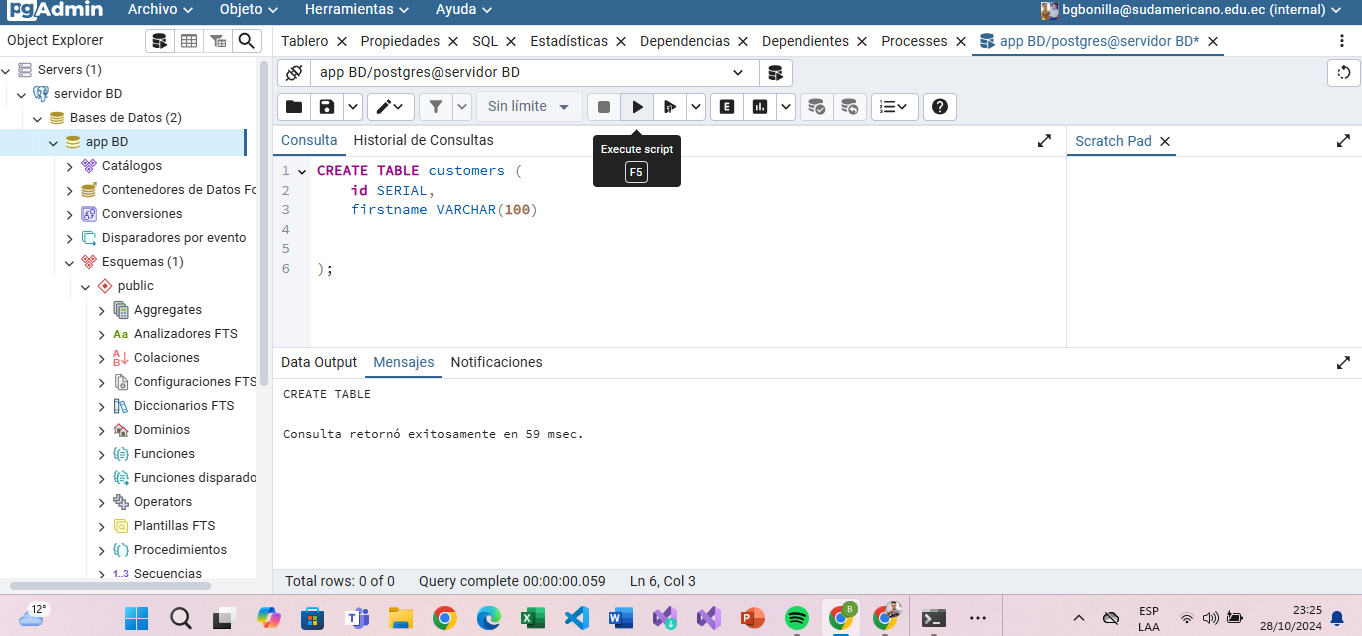 pgAdmin Archivo Objeto Herramientas Ayuda bgbonilla@sudamericano.edu.ec (internal)
Object Explorer
Tablero Propiedades SQL Estadísticas Dependencias Dependientes Processes app BD/postgres@servidor BD*
Servers (1)
servidor BD
Bases de Datos (2)
app BD
Catálogos
Contenedores de Datos Fo
Conversiones
Disparadores por evento
Esquemas (1)
public
Aggregates
Aa Analizadores FTS
Colaciones
Configuraciones FTS
Diccionarios FTS
Dominios
Funciones
Funciones disparado
Operators
Plantillas FTS
Procedimientos
1..3 Secuencias
app BD/postgres@servidor BD
Sin límite
E
Consulta Historial de Consultas
Execute script
F5
Scratch Pad
1 CREATE TABLE customers (
2 id SERIAL,
3 firstname VARCHAR(100)
4
5
6 );
Data Output Mensajes Notificaciones
CREATE TABLE
Consulta retornó exitosamente en 59 msec.
Total rows: 0 of 0 Query complete 00:00:00.059 Ln 6, Col 3
12°
B
ESP
LAA
23:25
28/10/2024